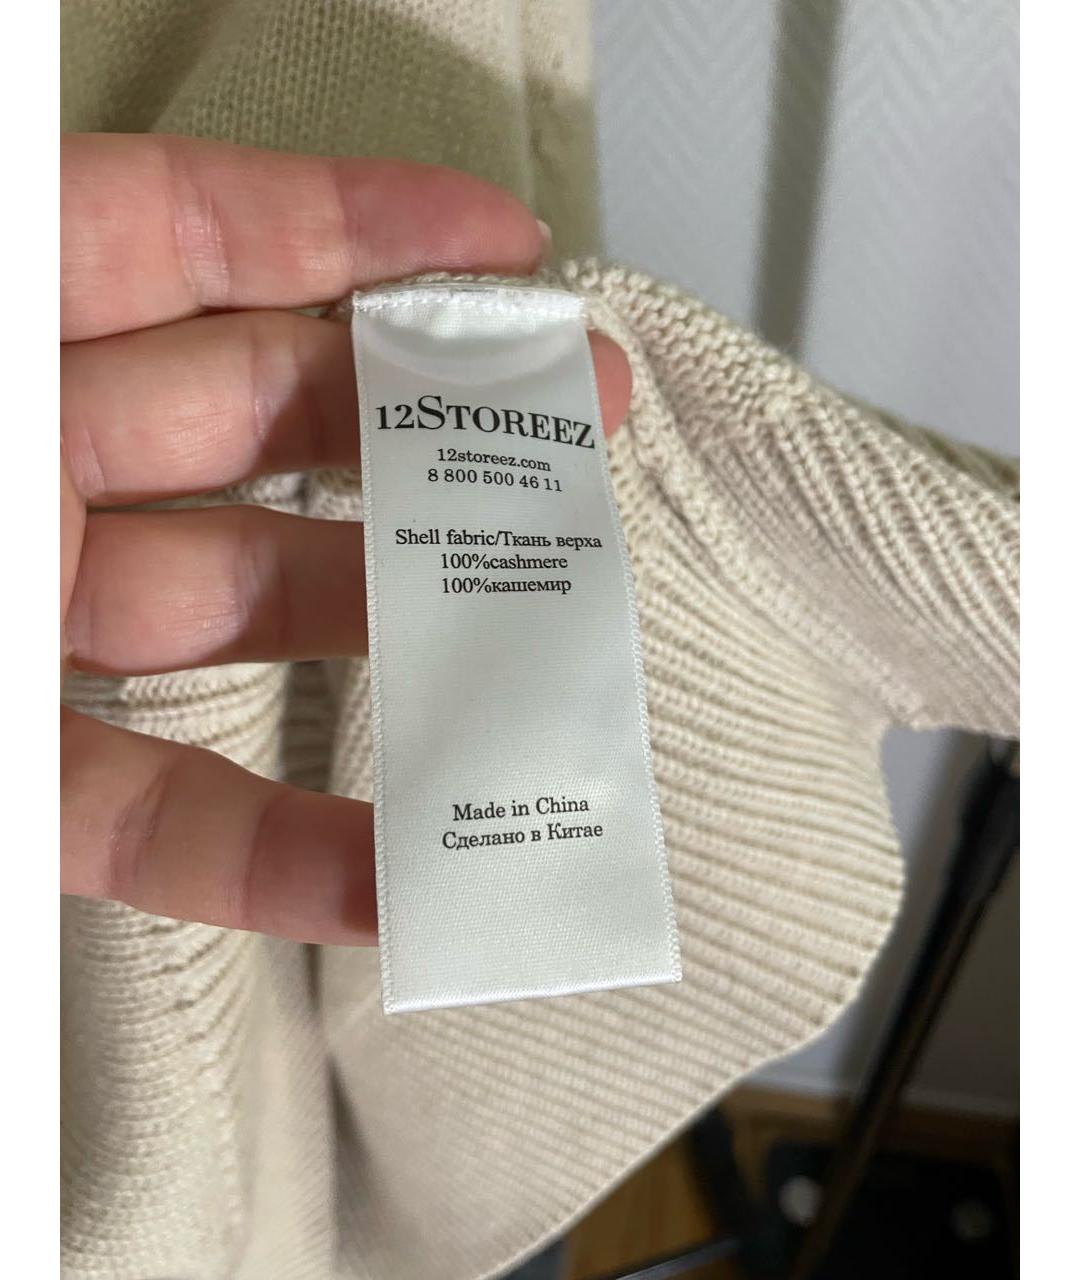 12STOREEZ
12storeez.com
8 800 500 46 11
Shell fabric/Ткань верха
100%cashmere
100%кашемир
Made in China
Сделано в Китае